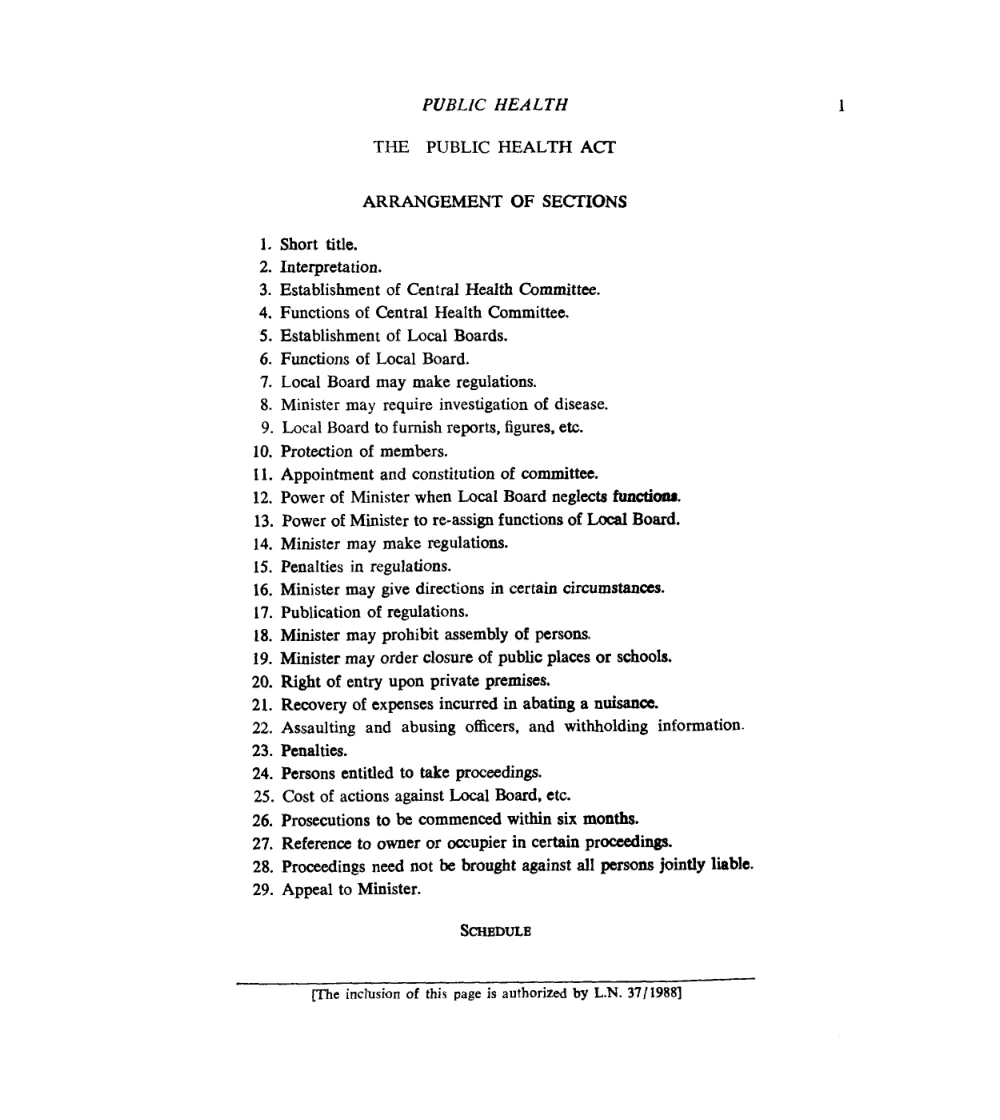 PUBLIC HEALTH 1
THE PUBLIC HEALTH ACT
ARRANGEMENT OF SECTIONS
1. Short title.
2. Interpretation.
3. Establishment of Central Health Committee.
4. Functions of Central Health Committee.
5. Establishment of Local Boards.
6. Functions of Local Board.
7. Local Board may make regulations.
8. Minister may require investigation of disease.
9. Local Board to furnish reports, figures, etc.
10. Protection of members.
11. Appointment and constitution of committee.
12. Power of Minister when Local Board neglects functions.
13. Power of Minister to re-assign functions of Local Board.
14. Minister may make regulations.
15. Penalties in regulations.
16. Minister may give directions in certain circumstances.
17. Publication of regulations.
18. Minister may prohibit assembly of persons.
19. Minister may order closure of public places or schools.
20. Right of entry upon private premises.
21. Recovery of expenses incurred in abating a nuisance.
22. Assaulting and abusing officers, and withholding information.
23. Penalties.
24. Persons entitled to take proceedings.
25. Cost of actions against Local Board, etc.
26. Prosecutions to be commenced within six months.
27. Reference to owner or occupier in certain proceedings.
28. Proceedings need not be brought against all persons jointly liable.
29. Appeal to Minister.
SCHEDULE
[The inclusion of this page is authorized by L.N. 37/1988]